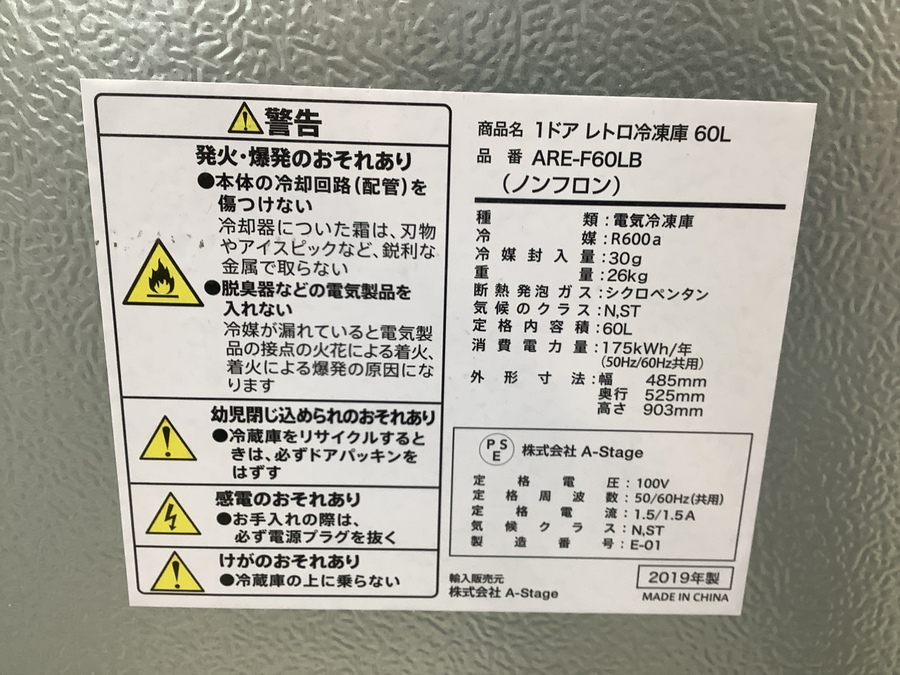 警告
発火・爆発のおそれあり
●本体の冷却回路(配管)を
傷つけない
冷却器についた霜は、刃物
やアイスピックなど、鋭利な
金属で取らない
●脱臭器などの電気製品を
入れない
冷媒が漏れていると電気製
品の接点の火花による着火、
着火による爆発の原因にな
ります
幼児閉じ込められのおそれあり
●冷蔵庫をリサイクルすると
きは、必ずドアパッキンを
はずす
感電のおそれあり
●お手入れの際は、
必ず電源プラグを抜く
けがのおそれあり
●冷蔵庫の上に乗らない
商品名 1ドア レトロ冷凍庫 60L
品番 ARE-F60LB
(ノンフロン)
種類:電気冷凍庫
冷媒:R600a
冷媒封入量:30g
重量:26kg
断熱発泡ガス:シクロペンタン
気候のクラス:N,ST
定格内容積:60L
消費電力量:175kWh/年
(50Hz/60Hz共用)
外形寸法:幅 485mm
奥行 525mm
高さ 903mm
PSE 株式会社 A-Stage
定格電圧:100V
定格周波数:50/60Hz(共用)
定格電流:1.5/1.5A
気候クラス:N,ST
製造番号:E-01
輸入販売元
株式会社 A-Stage
2019年製
MADE IN CHINA